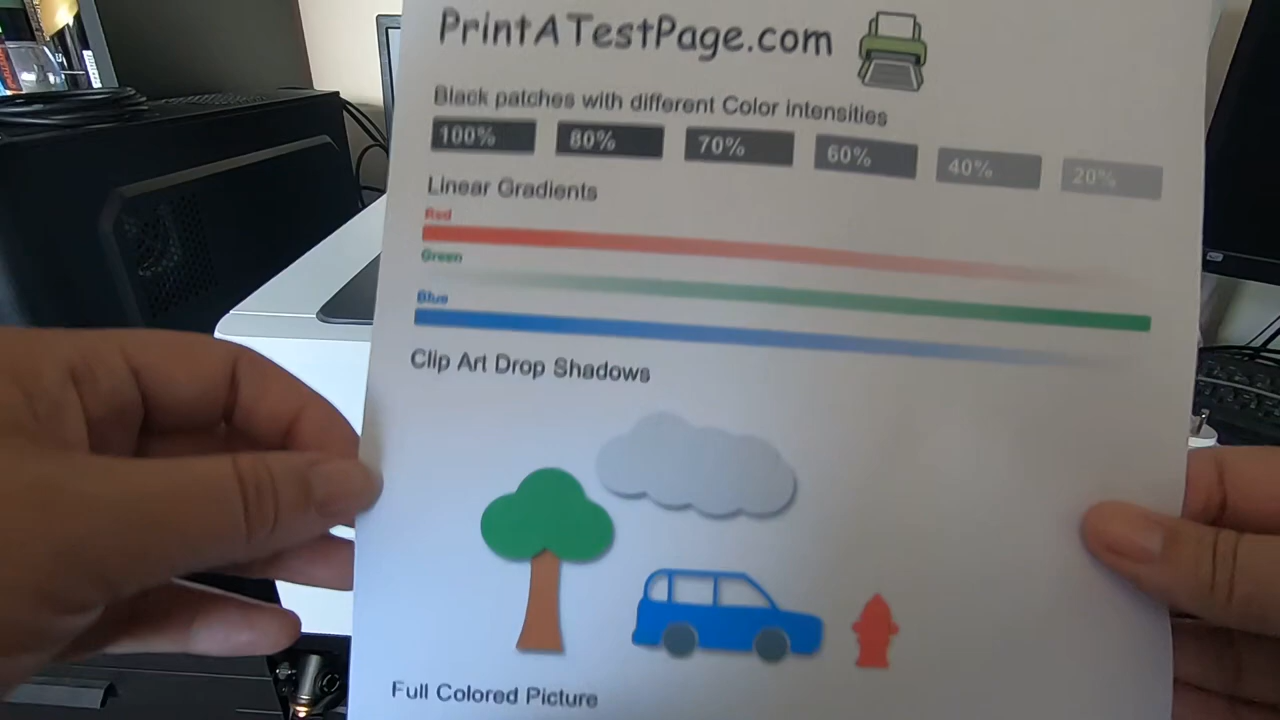 PrintATestPage.com
Black patches with different Color intensities
100% 80% 70% 60% 40% 20%
Linear Gradients
Red
Green
Blue
Clip Art Drop Shadows
Full Colored Picture